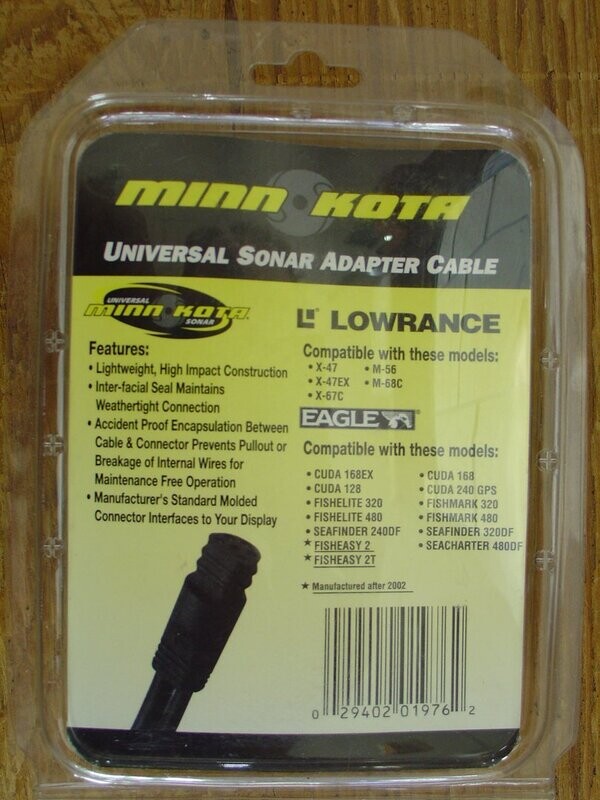 MINN KOTA
UNIVERSAL SONAR ADAPTER CABLE
UNIVERSAL
MINN KOTA®
SONAR
Features:
• Lightweight, High Impact Construction
• Inter-facial Seal Maintains
Weathertight Connection
• Accident Proof Encapsulation Between
Cable & Connector Prevents Pullout or
Breakage of Internal Wires for
Maintenance Free Operation
• Manufacturer's Standard Molded
Connector Interfaces to Your Display
LOWRANCE
Compatible with these models:
• X-47 • M-56
• X-47EX • M-68C
• X-67C
EAGLE®
Compatible with these models:
• CUDA 168EX • CUDA 168
• CUDA 128 • CUDA 240 GPS
• FISHELITE 320 • FISHMARK 320
• FISHELITE 480 • FISHMARK 480
• SEAFINDER 240DF • SEAFINDER 320DF
★ FISHEASY 2 • SEACHARTER 480DF
★ FISHEASY 2T
★ Manufactured after 2002
0 29402 01976 2